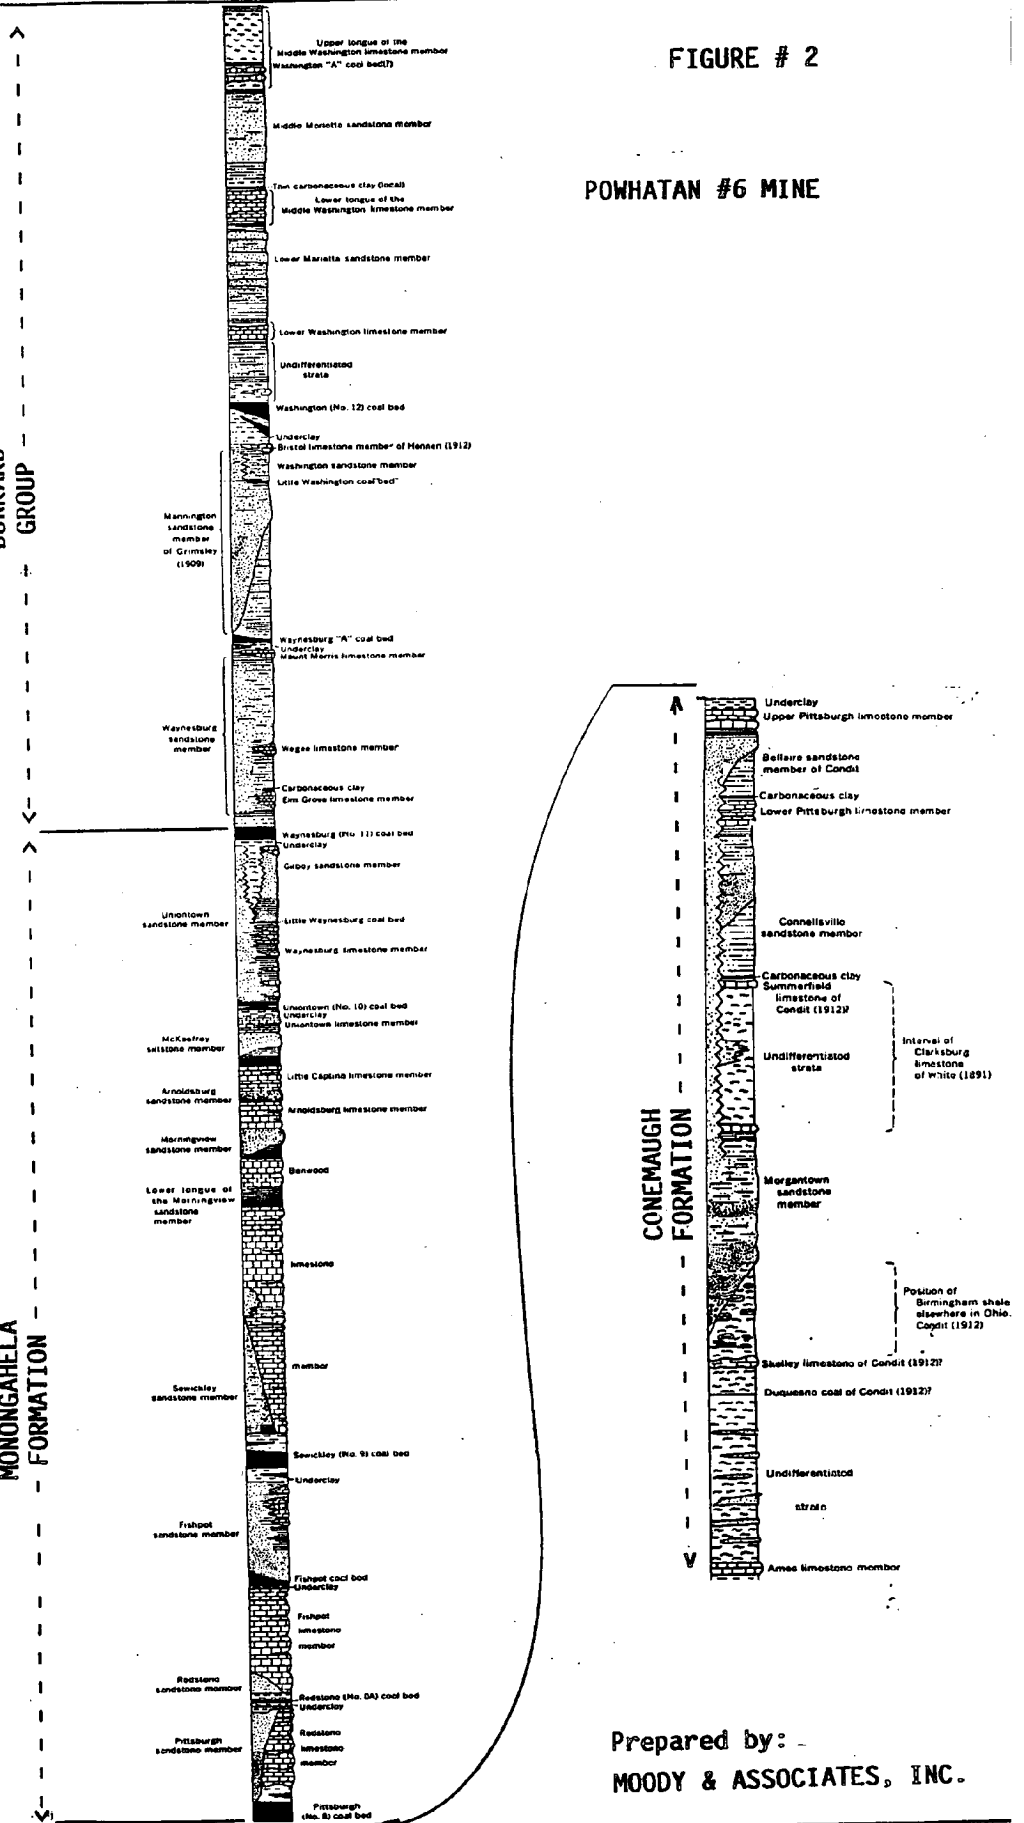 FIGURE # 2
POWHATAN #6 MINE
GROUP
MONONGAHELA
FORMATION
Upper tongue of the
Middle Washington limestone member
Washington "A" coal bed(?)
Middle Marietta sandstone member
Thin carbonaceous clay (local)
Lower tongue of the
Middle Washington limestone member
Lower Marietta sandstone member
Lower Washington limestone member
Undifferentiated
strata
Washington (No. 12) coal bed
Underclay
Bristol limestone member of Hennen (1912)
Washington sandstone member
Little Washington coal "bed"
Mannington
sandstone
member
of Grimsley
(1909)
Waynesburg "A" coal bed
Underclay
Mount Morris limestone member
Waynesburg
sandstone
member
Wegee limestone member
Carbonaceous clay
Elm Grove limestone member
Waynesburg (No. 11) coal bed
Underclay
Gilboy sandstone member
Uniontown
sandstone member
Little Waynesburg coal bed
Waynesburg limestone member
Uniontown (No. 10) coal bed
Underclay
Uniontown limestone member
McKeefrey
siltstone member
Little Captina limestone member
Arnoldsburg
sandstone member
Arnoldsburg limestone member
Morningview
sandstone member
Benwood
Lower tongue of
the Morningview
sandstone
member
limestone
member
Sewickley
sandstone member
Sewickley (No. 9) coal bed
Underclay
Fishpot
sandstone member
Fishpot coal bed
Underclay
Fishpot
limestone
member
Redstone
sandstone member
Redstone (No. 8A) coal bed
Underclay
Pittsburgh
sandstone member
Redstone
limestone
member
Pittsburgh
(No. 8) coal bed
CONEMAUGH
FORMATION
Underclay
Upper Pittsburgh limestone member
Bellaire sandstone
member of Condit
Carbonaceous clay
Lower Pittsburgh limestone member
Connellsville
sandstone member
Carbonaceous clay
Summerfield
limestone of
Condit (1912)?
Undifferentiated
strata
Interval of
Clarksburg
limestone
of White (1891)
Morgantown
sandstone
member
Position of
Birmingham shale
elsewhere in Ohio.
Condit (1912)
Skelley limestone of Condit (1912)?
Duquesne coal of Condit (1912)?
Undifferentiated
strata
Ames limestone member
Prepared by:
MOODY & ASSOCIATES, INC.